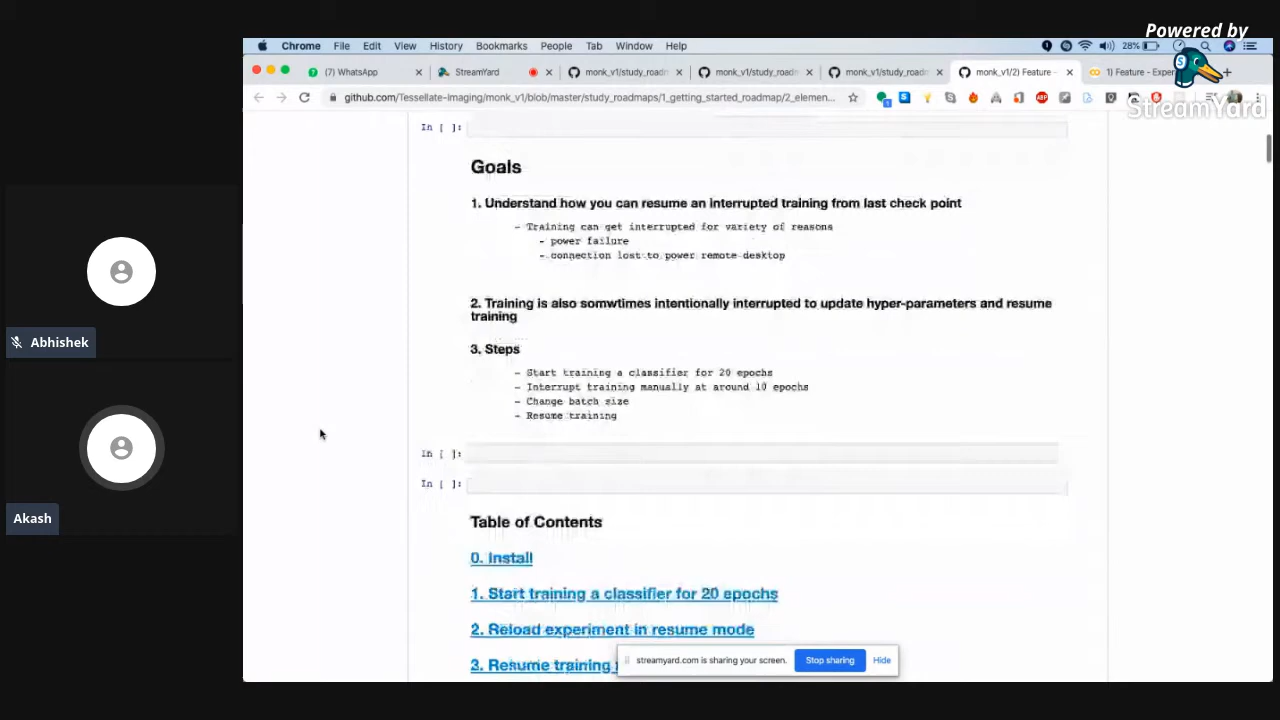 Powered by
StreamYard
Chrome File Edit View History Bookmarks People Tab Window Help
28%
(7) WhatsApp
StreamYard
monk_v1/study_roadm
monk_v1/study_roadm
monk_v1/study_roadm
monk_v1/2) Feature -
1) Feature - Exper
github.com/Tessellate-Imaging/monk_v1/blob/master/study_roadmaps/1_getting_started_roadmap/2_elemen...
In [ ]:
Goals
1. Understand how you can resume an interrupted training from last check point
- Training can get interrupted for variety of reasons
- power failure
- connection lost to power remote desktop
2. Training is also somwtimes intentionally interrupted to update hyper-parameters and resume
training
3. Steps
- Start training a classifier for 20 epochs
- Interrupt training manually at around 10 epochs
- Change batch size
- Resume training
In [ ]:
In [ ]:
Table of Contents
0. Install
1. Start training a classifier for 20 epochs
2. Reload experiment in resume mode
3. Resume training
streamyard.com is sharing your screen.
Stop sharing
Hide
Abhishek
Akash